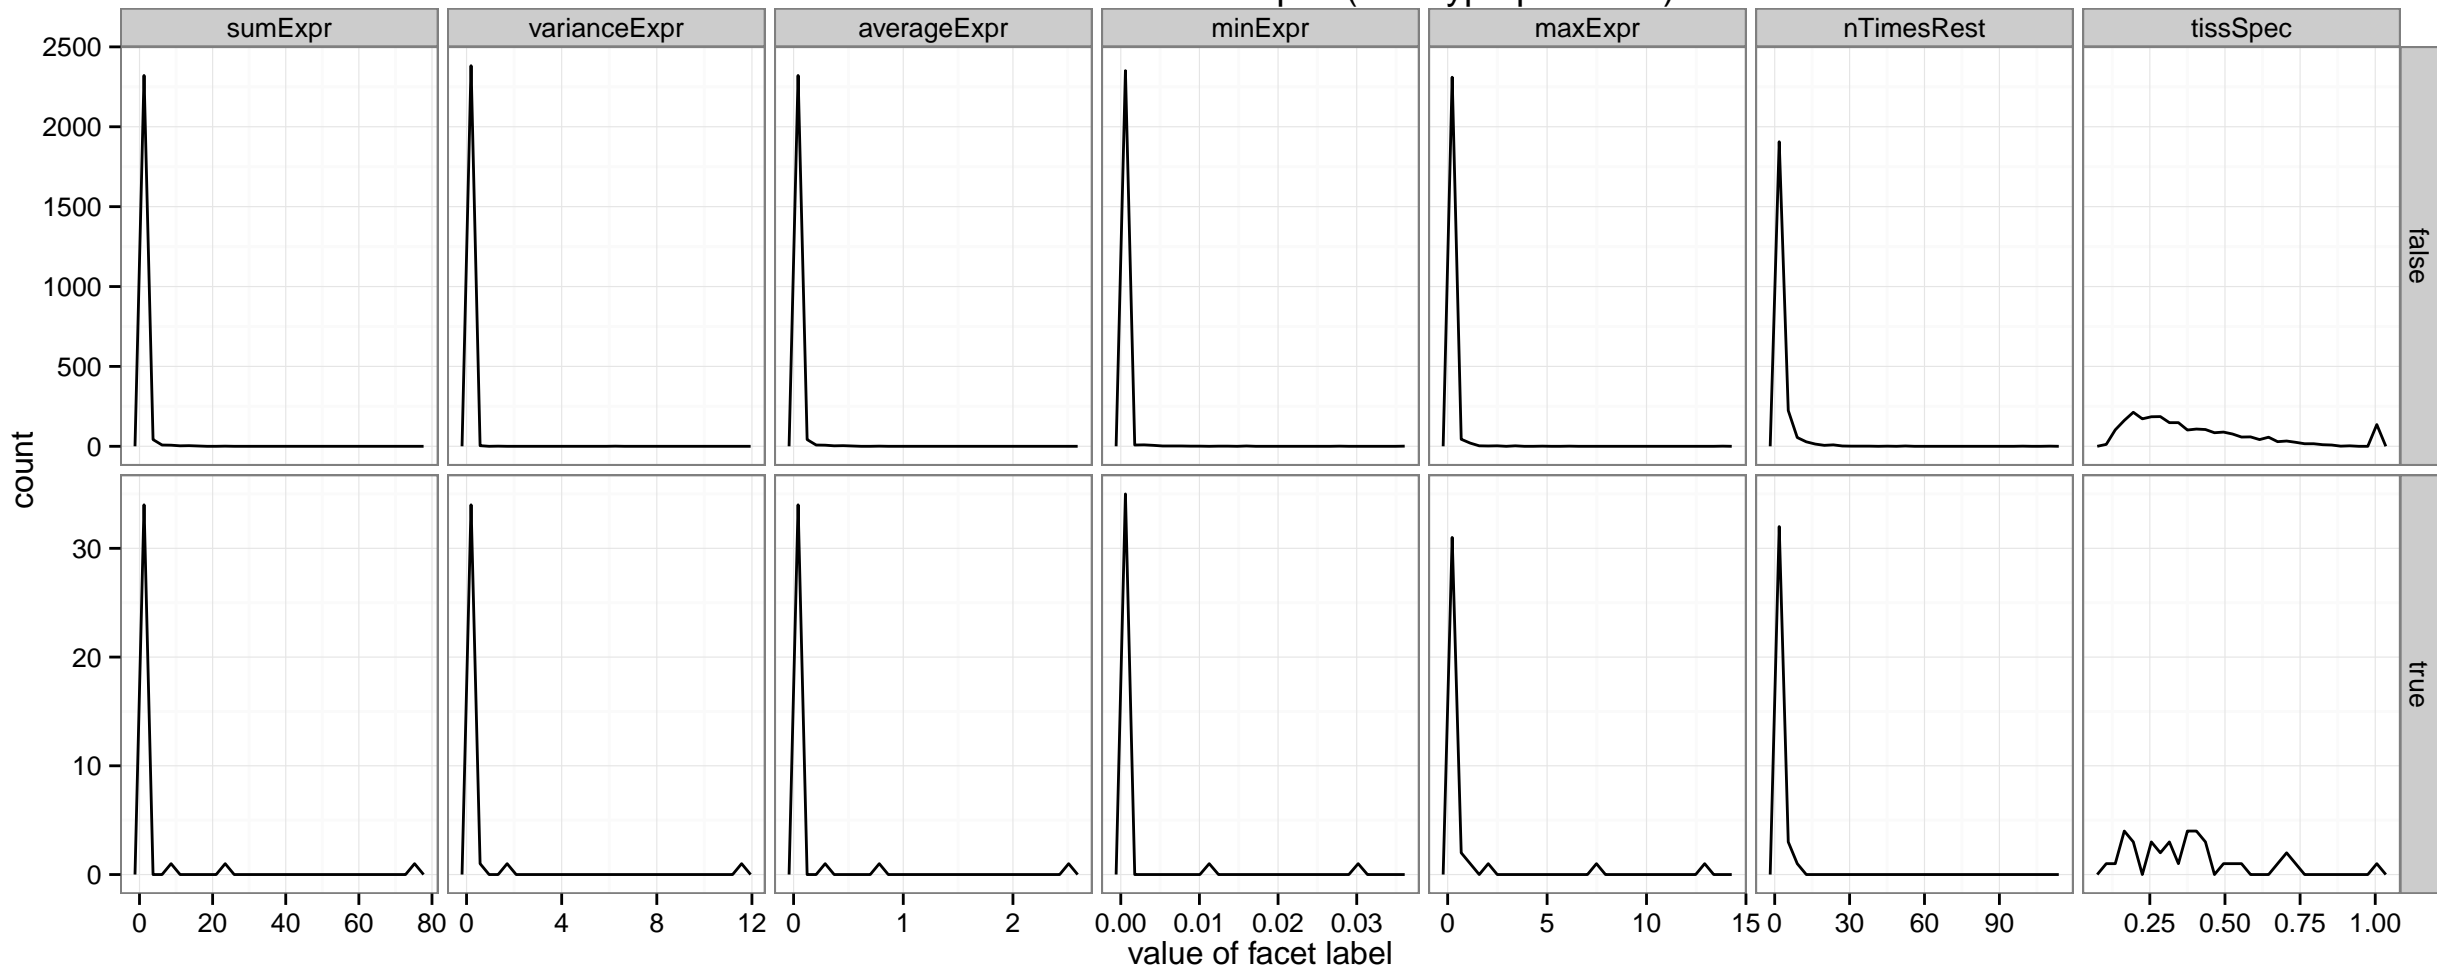 sumExpr varianceExpr averageExpr minExpr maxExpr nTimesRest tissSpec
2500
2000
1500
1000
500
0
false
count
30
20
10
0
true
0 20 40 60 80 0 4 8 12 0 1 2 0.00 0.01 0.02 0.03 0 5 10 15 0 30 60 90 0.25 0.50 0.75 1.00
value of facet label